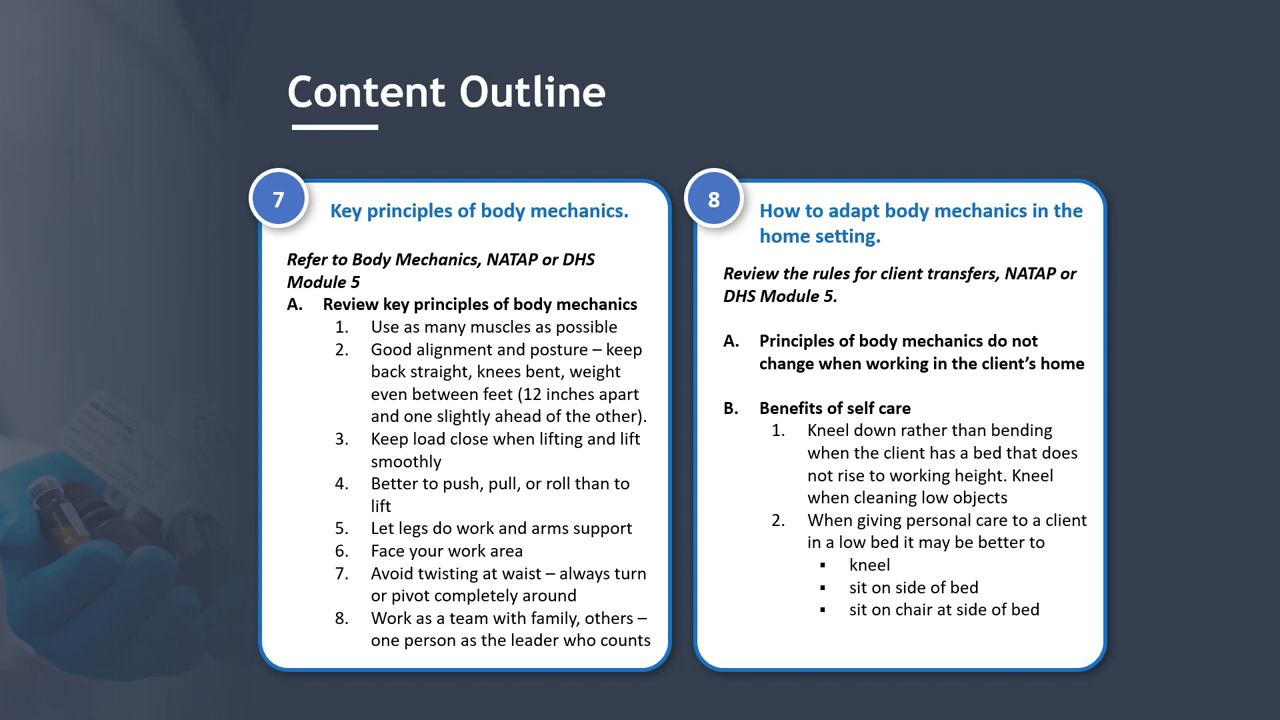 Content Outline
7
Key principles of body mechanics.
Refer to Body Mechanics, NATAP or DHS
Module 5
A. Review key principles of body mechanics
1. Use as many muscles as possible
2. Good alignment and posture – keep
back straight, knees bent, weight
even between feet (12 inches apart
and one slightly ahead of the other).
3. Keep load close when lifting and lift
smoothly
4. Better to push, pull, or roll than to
lift
5. Let legs do work and arms support
6. Face your work area
7. Avoid twisting at waist – always turn
or pivot completely around
8. Work as a team with family, others –
one person as the leader who counts
8
How to adapt body mechanics in the
home setting.
Review the rules for client transfers, NATAP or
DHS Module 5.
A. Principles of body mechanics do not
change when working in the client’s home
B. Benefits of self care
1. Kneel down rather than bending
when the client has a bed that does
not rise to working height. Kneel
when cleaning low objects
2. When giving personal care to a client
in a low bed it may be better to
▪ kneel
▪ sit on side of bed
▪ sit on chair at side of bed